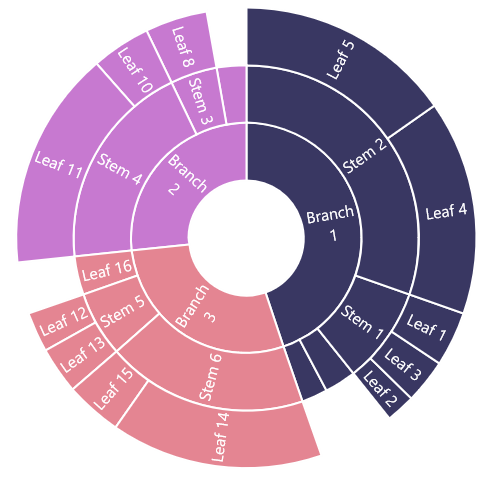 Leaf 5
Leaf 8
Leaf 10
Stem 3
Stem 2
Leaf 11
Stem 4
Branch
2
Branch
1
Leaf 4
Leaf 16
Branch
3
Stem 5
Stem 1
Leaf 1
Leaf 12
Leaf 13
Leaf 3
Leaf 15
Stem 6
Leaf 2
Leaf 14